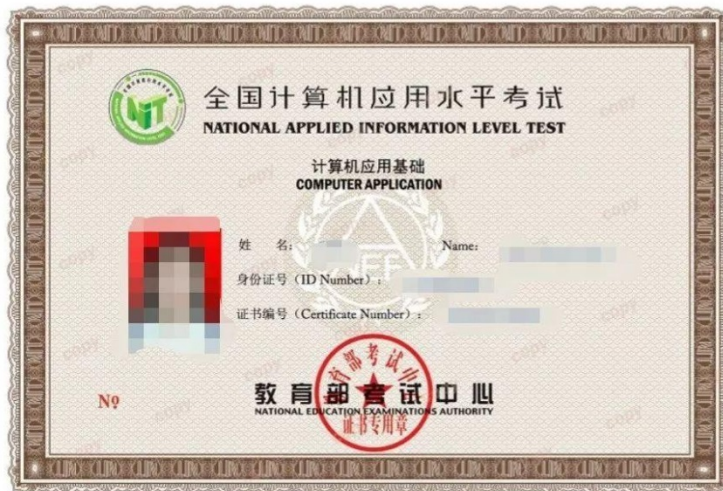 NIT
全国计算机应用水平考试
NATIONAL APPLIED INFORMATION LEVEL TEST
计算机应用基础
COMPUTER APPLICATION
姓 名: Name:
身份证号（ID Number）:
证书编号（Certificate Number）:
No
教育部考试中心
NATIONAL EDUCATION EXAMINATIONS AUTHORITY
教育部考试中心
证书专用章
copy